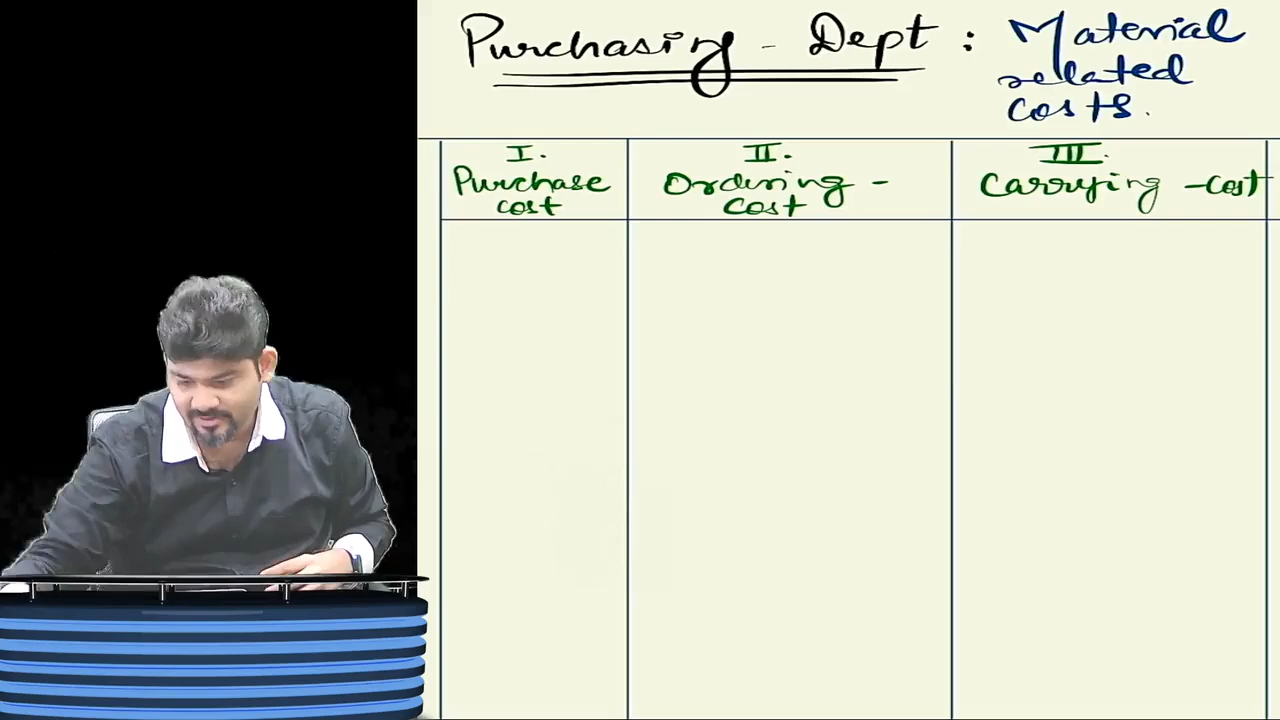 Purchasing - Dept : Material
related
costs.
I.
Purchase
cost
II.
Ordering -
Cost
III.
Carrying - Cost